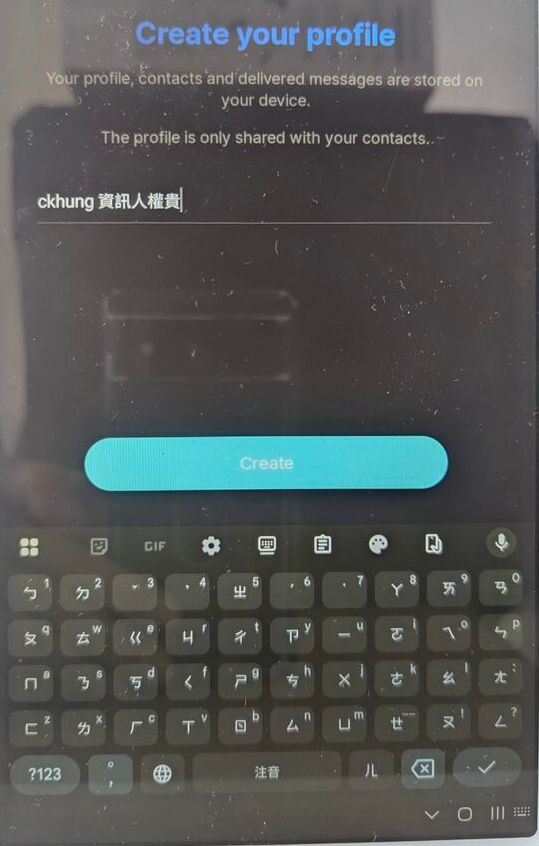 Create your profile
Your profile, contacts and delivered messages are stored on
your device.
The profile is only shared with your contacts.
ckhung 資訊人權貴
Create
GIF
ㄅ 1 ㄉ 2 ˇ 3 ˋ 4 ㄓ 5 ˊ 6 ˙ 7 ㄚ 8 ㄞ 9 ㄢ 0
ㄆ q ㄊ w ㄍ e ㄐ r ㄔ t ㄗ y ㄧ u ㄛ i ㄟ o ㄣ p
ㄇ a ㄋ s ㄎ d ㄑ f ㄕ g ㄘ h ㄨ j ㄜ k ㄠ l ㄤ
ㄈ z ㄌ x ㄏ c ㄒ v ㄖ b ㄙ n ㄩ m ㄝ ㄡ ! ㄥ ?
?123 ° , 注音 ㄦ